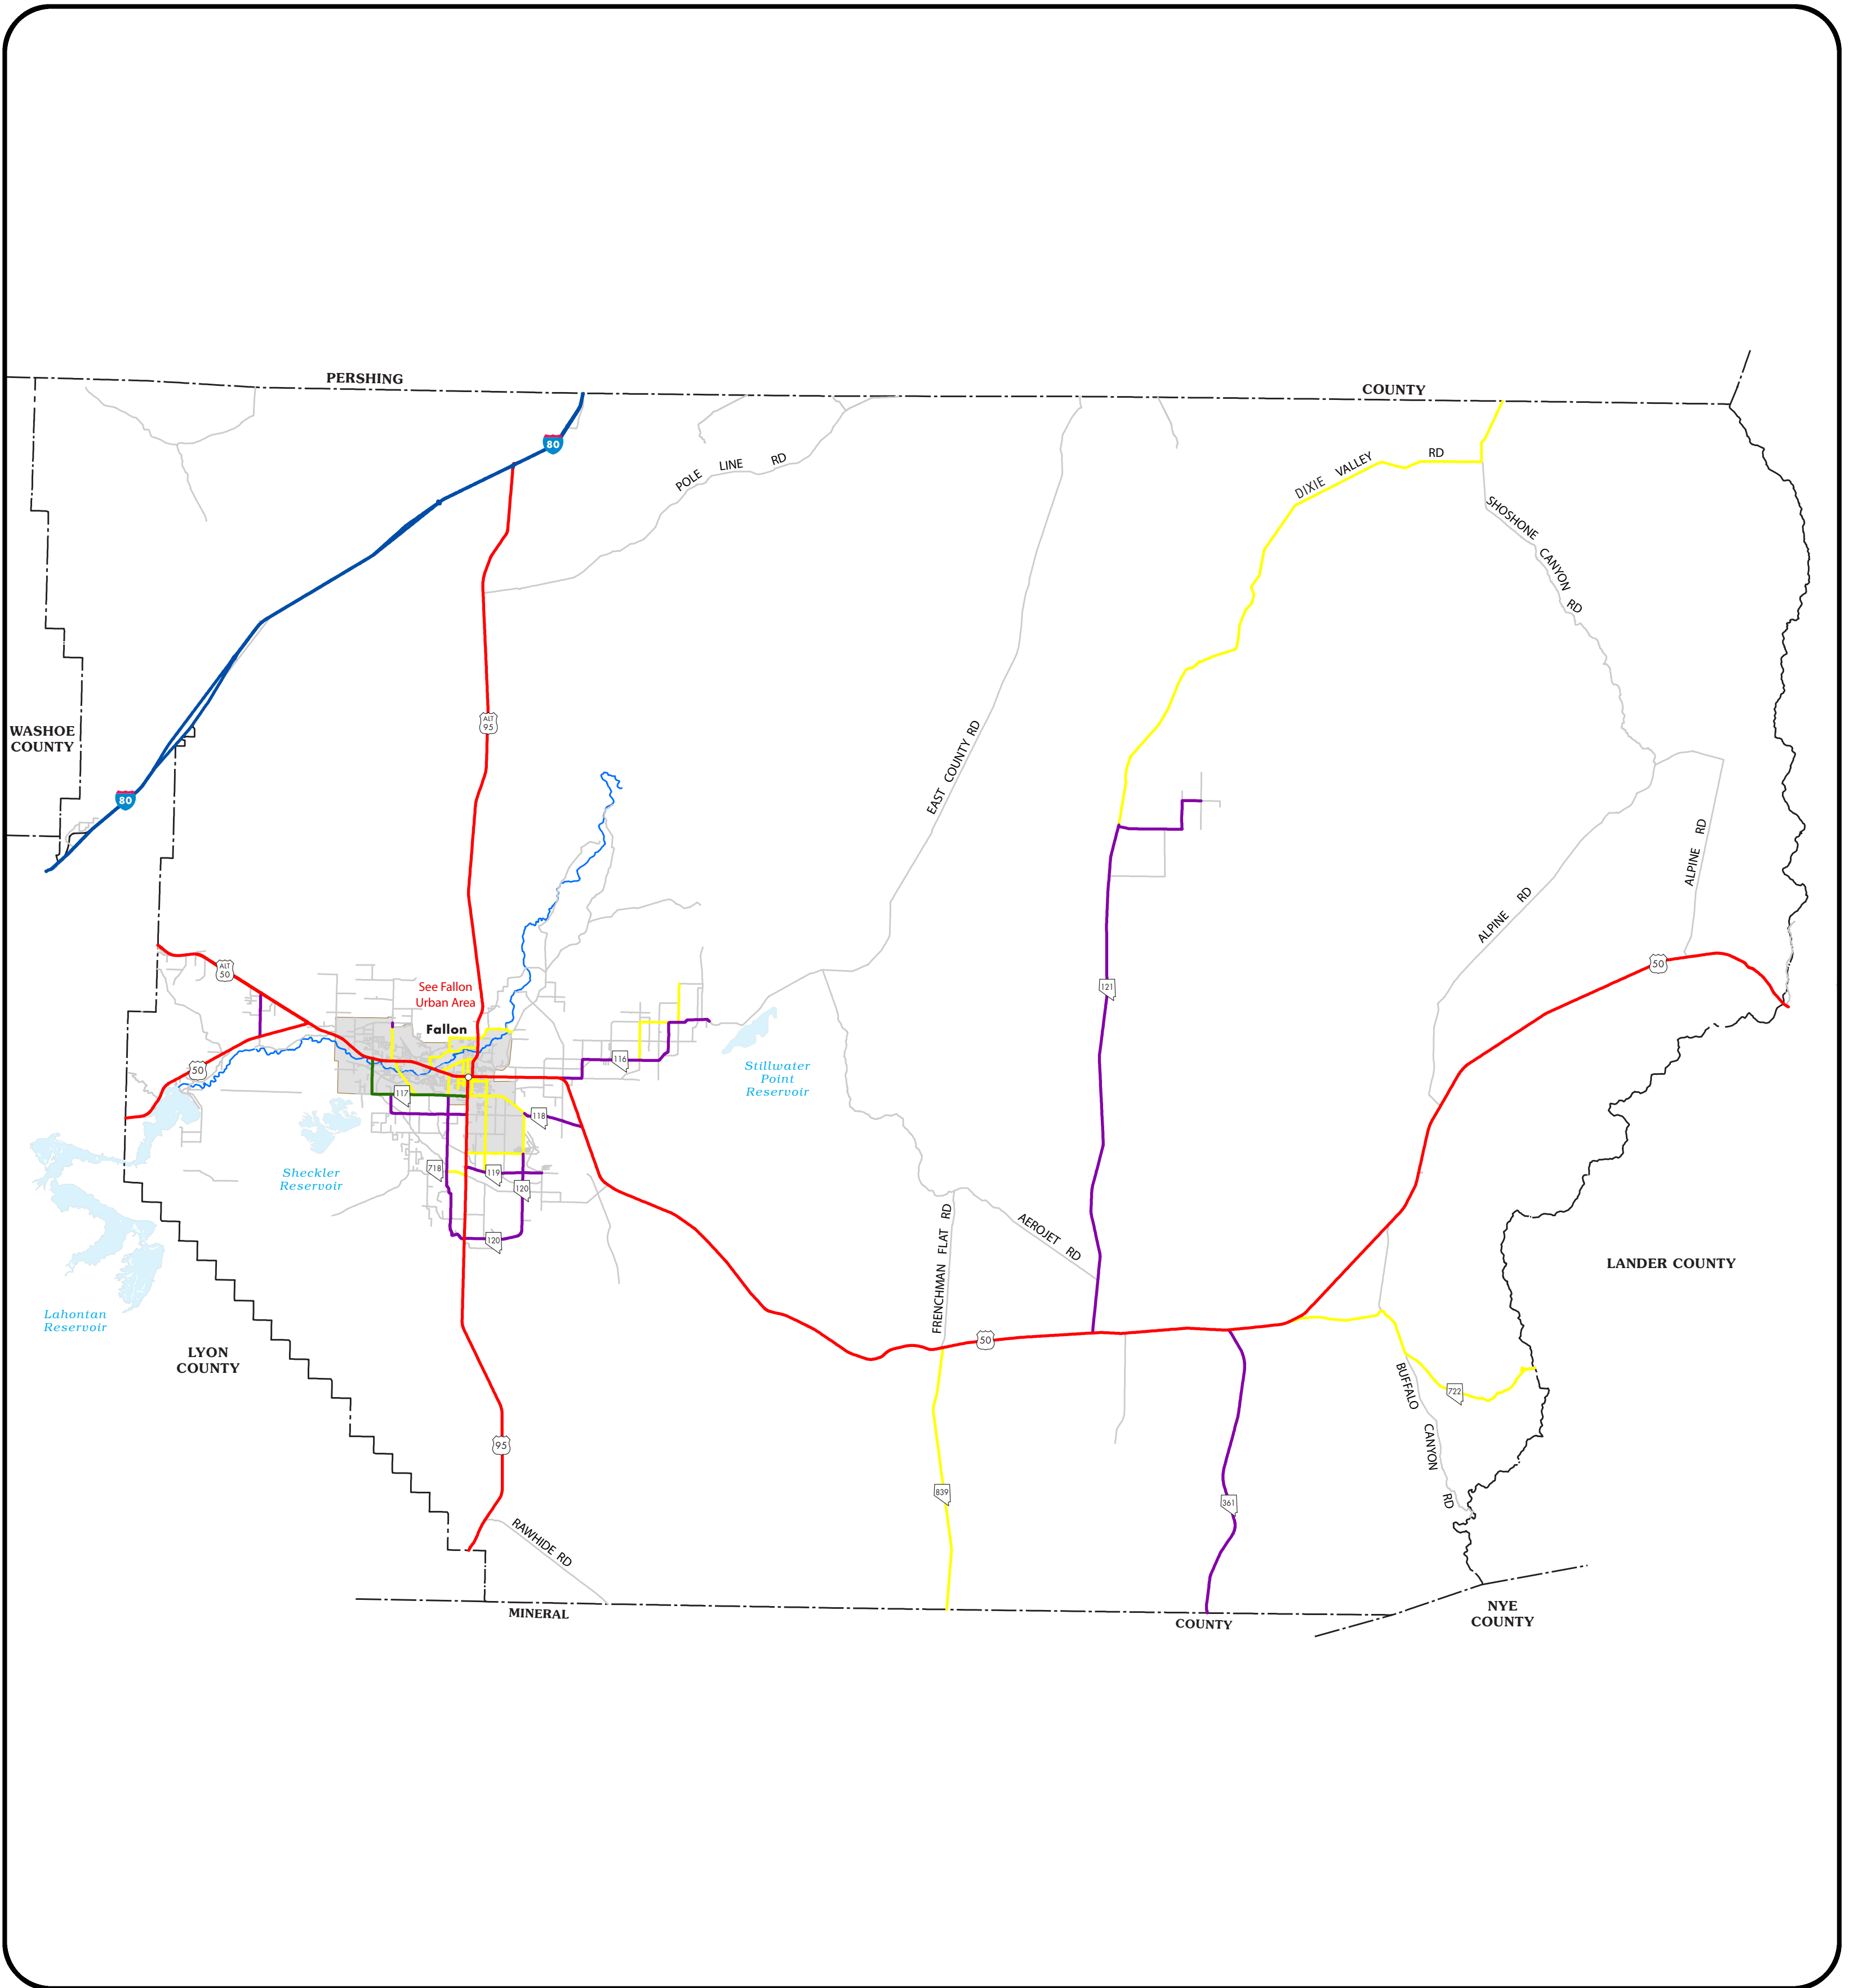 PERSHING
COUNTY
80
POLE LINE RD
DIXIE VALLEY RD
SHOSHONE CANYON RD
ALT
95
WASHOE
COUNTY
80
EAST COUNTY RD
ALPINE RD
ALPINE RD
50
ALT
50
See Fallon
Urban Area
121
Fallon
116
50
Stillwater
Point
Reservoir
117
118
Sheckler
Reservoir
718
119
120
120
FRENCHMAN FLAT RD
AEROJET RD
LANDER COUNTY
Lahontan
Reservoir
50
LYON
COUNTY
BUFFALO CANYON RD
722
95
839
361
RAWHIDE RD
MINERAL
COUNTY
NYE
COUNTY